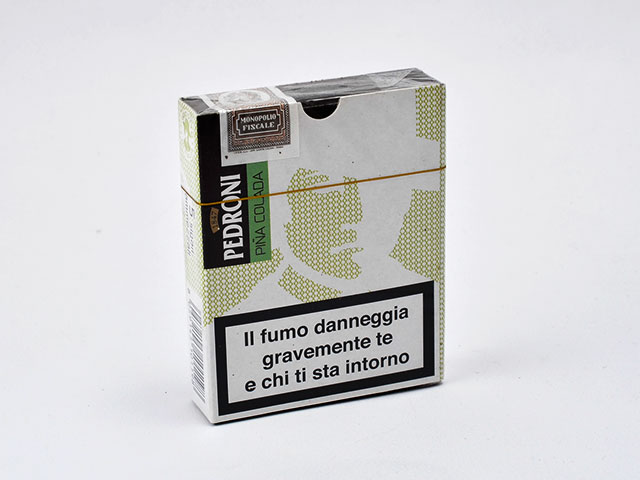 MONOPOLIO
FISCALE
PEDRONI
PIÑA COLADA
Il fumo danneggia
gravemente te
e chi ti sta intorno